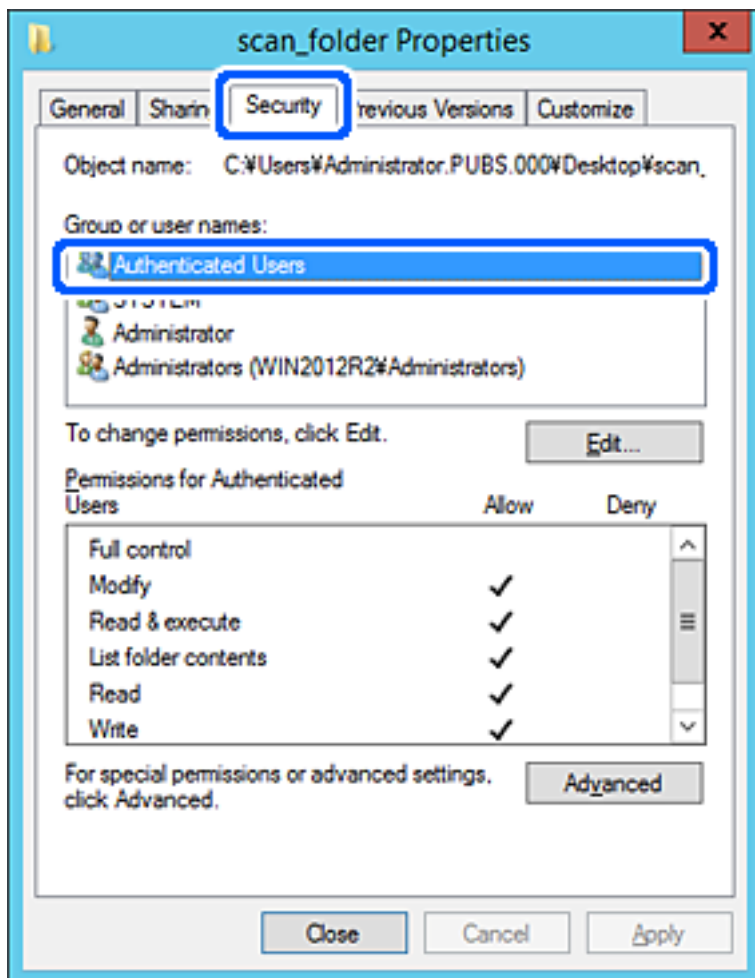 scan_folder Properties
x
General Sharin Security revious Versions Customize
Object name: C:¥Users¥Administrator.PUBS.000¥Desktop¥scan_
Group or user names:
Authenticated Users
SYSTEM
Administrator
Administrators (WIN2012R2¥Administrators)
To change permissions, click Edit.
Edit...
Permissions for Authenticated
Users Allow Deny
Full control
Modify
Read & execute
List folder contents
Read
Write
For special permissions or advanced settings,
click Advanced.
Advanced
Close Cancel Apply